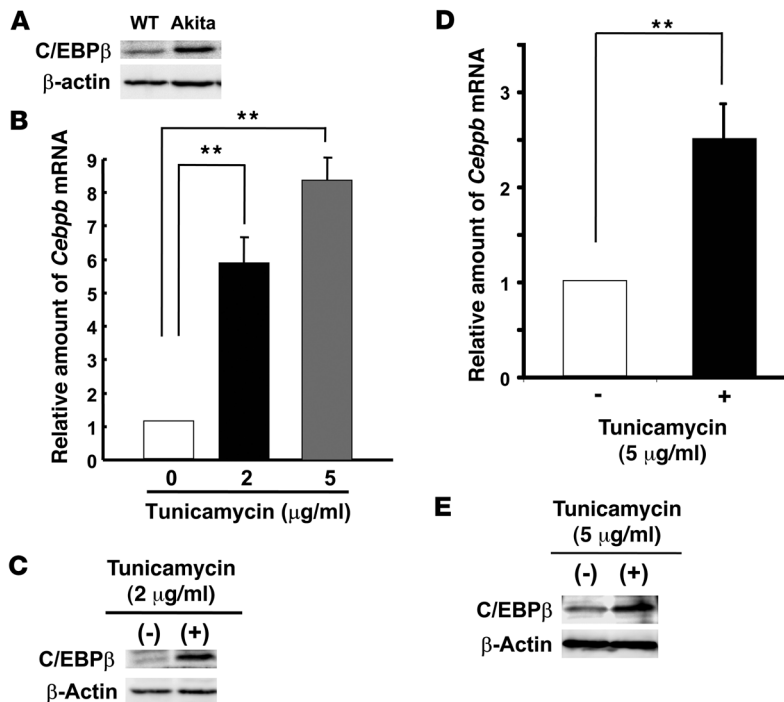 A
WT Akita
C/EBPβ
β-actin
B
Relative amount of Cebpb mRNA
9
8
7
6
5
4
3
2
1
0
**
**
0 2 5
Tunicamycin (μg/ml)
C
Tunicamycin
(2 μg/ml)
(-) (+)
C/EBPβ
β-Actin
D
Relative amount of Cebpb mRNA
3
2
1
0
**
- +
Tunicamycin
(5 μg/ml)
E
Tunicamycin
(5 μg/ml)
(-) (+)
C/EBPβ
β-Actin